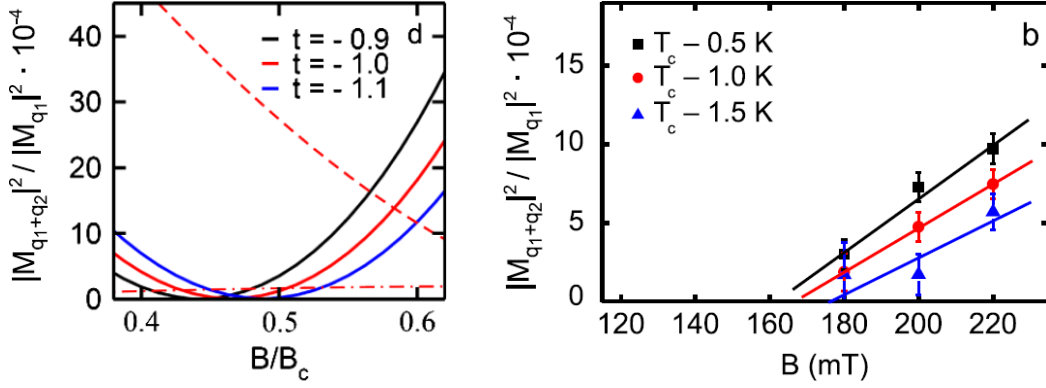 |M_{q1+q2}|² / |M_{q1}|² · 10⁻⁴
40
30
20
10
0
t = - 0.9
t = - 1.0
t = - 1.1
d
0.4 0.5 0.6
B/B_c
|M_{q1+q2}|² / |M_{q1}|² · 10⁻⁴
15
10
5
0
T_c – 0.5 K
T_c – 1.0 K
T_c – 1.5 K
b
120 140 160 180 200 220
B (mT)